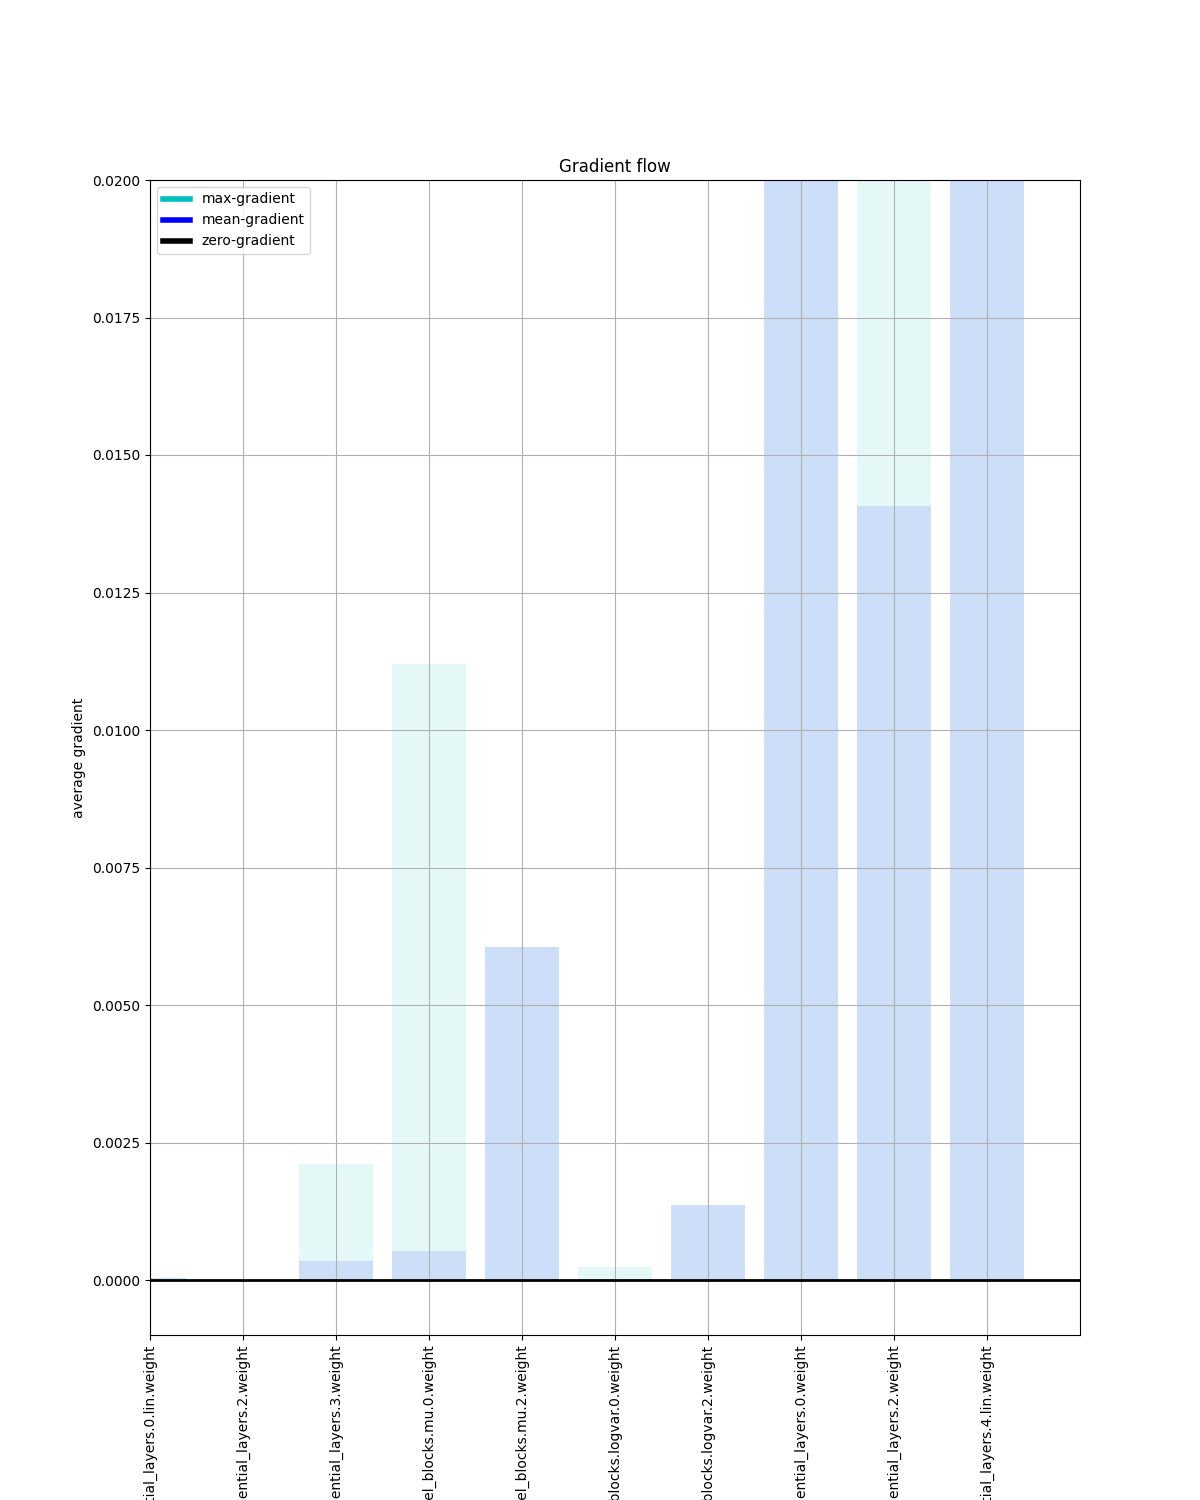 Gradient flow
max-gradient
mean-gradient
zero-gradient
0.0200
0.0175
0.0150
0.0125
0.0100
0.0075
0.0050
0.0025
0.0000
average gradient
tial_layers.0.lin.weight
ential_layers.2.weight
ential_layers.3.weight
el_blocks.mu.0.weight
el_blocks.mu.2.weight
blocks.logvar.0.weight
blocks.logvar.2.weight
ential_layers.0.weight
ential_layers.2.weight
tial_layers.4.lin.weight